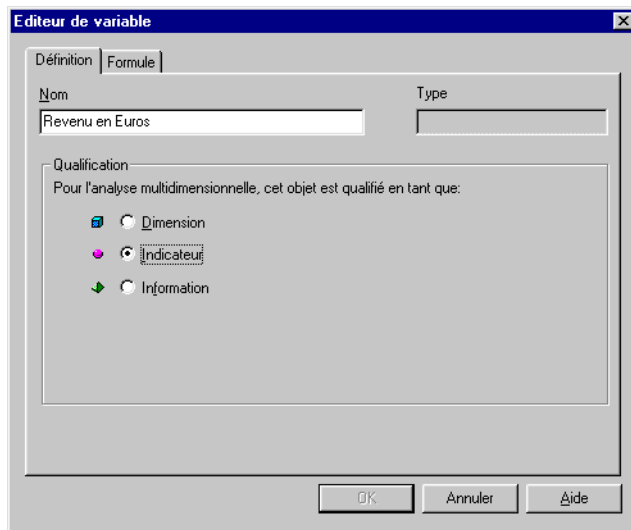 Editeur de variable
Définition Formule
Nom Type
Revenu en Euros
Qualification
Pour l'analyse multidimensionnelle, cet objet est qualifié en tant que:
Dimension
Indicateur
Information
OK Annuler Aide